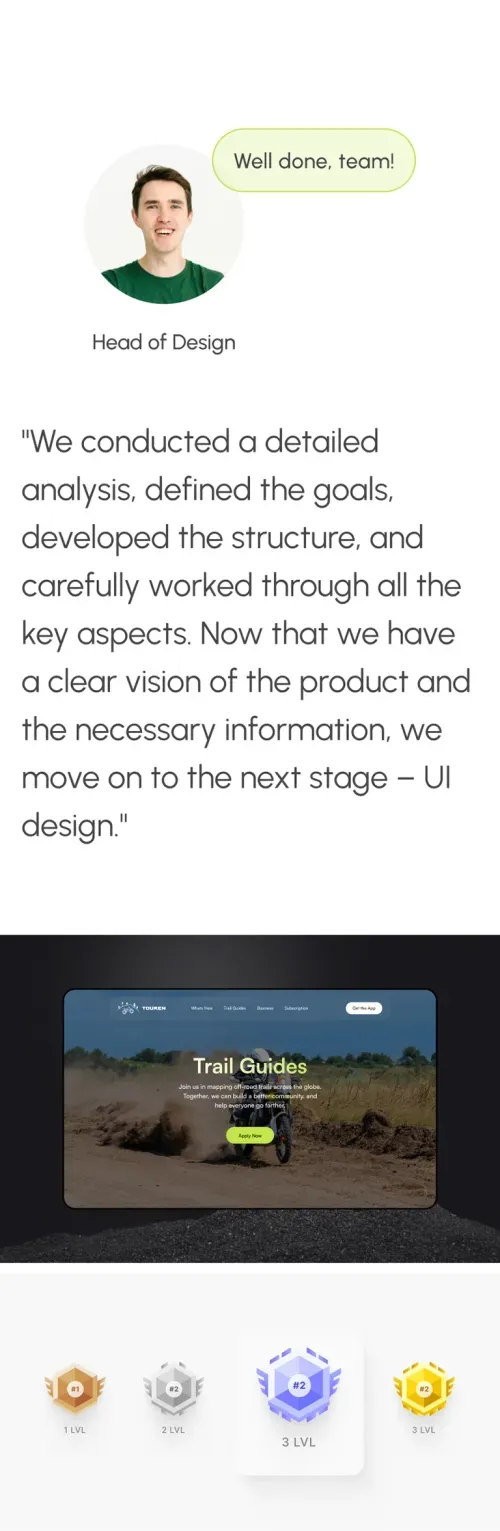 Well done, team!
Head of Design
"We conducted a detailed
analysis, defined the goals,
developed the structure, and
carefully worked through all the
key aspects. Now that we have
a clear vision of the product and
the necessary information, we
move on to the next stage – UI
design."
TOUREN
Trail Guides
Business
Subscription
Get the App
Trail Guides
Join us in mapping off-road trails across the globe.
Together, we can build a better community, and
help everyone go farther.
Apply Now
#1
#2
#2
#2
1 LVL
2 LVL
3 LVL
3 LVL